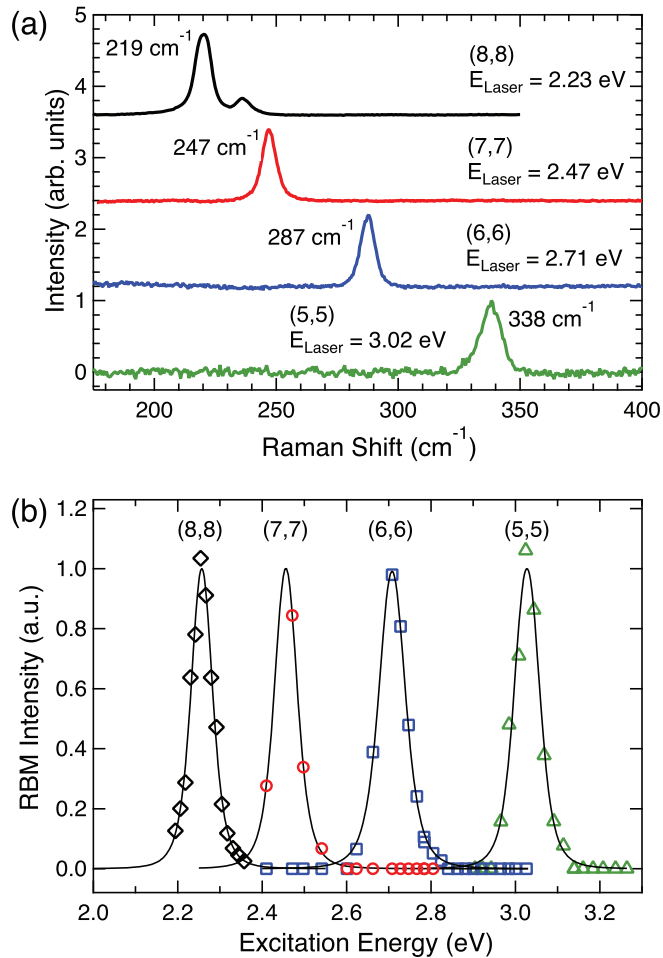 (a)
5
4
3
2
1
0
Intensity (arb. units)
219 cm⁻¹
(8,8)
E_Laser = 2.23 eV
247 cm⁻¹
(7,7)
E_Laser = 2.47 eV
287 cm⁻¹
(6,6)
E_Laser = 2.71 eV
(5,5)
E_Laser = 3.02 eV
338 cm⁻¹
200 250 300 350 400
Raman Shift (cm⁻¹)
(b)
1.2
1.0
0.8
0.6
0.4
0.2
0.0
RBM Intensity (a.u.)
(8,8) (7,7) (6,6) (5,5)
2.0 2.2 2.4 2.6 2.8 3.0 3.2
Excitation Energy (eV)